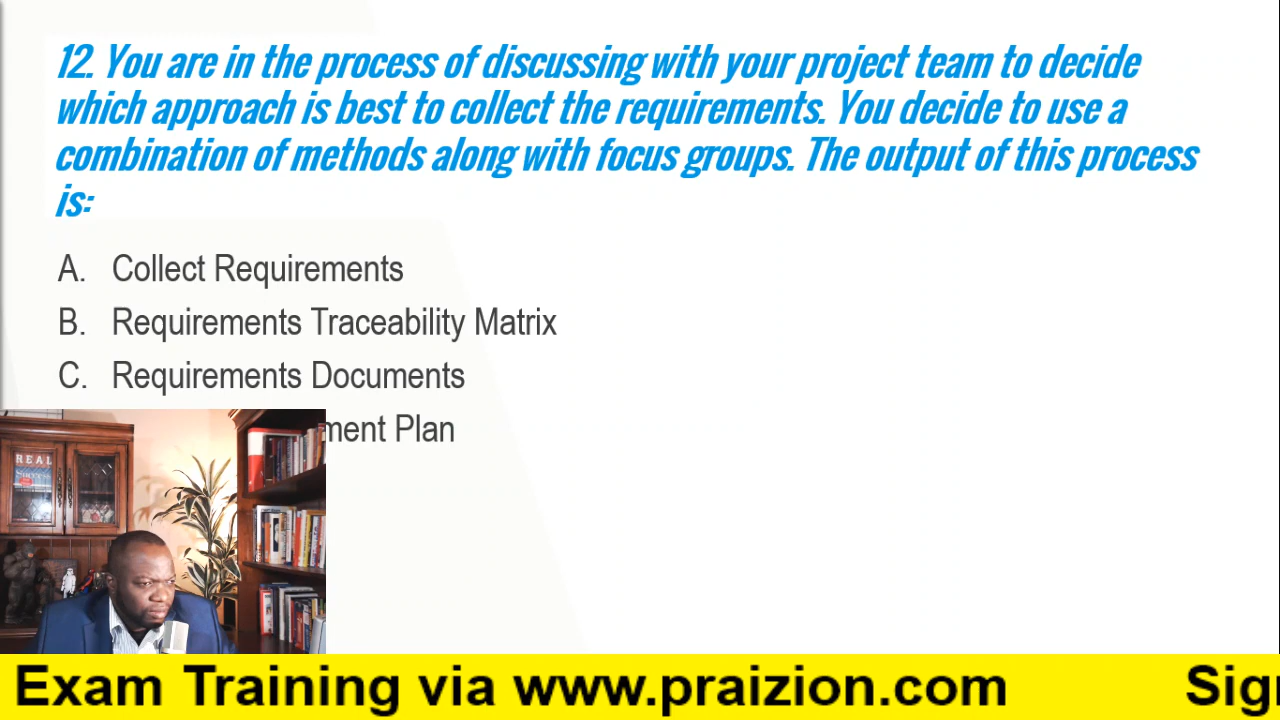 12. You are in the process of discussing with your project team to decide
which approach is best to collect the requirements. You decide to use a
combination of methods along with focus groups. The output of this process
is:
A. Collect Requirements
B. Requirements Traceability Matrix
C. Requirements Documents
ment Plan
REAL
Exam Training via www.praizion.com Sig